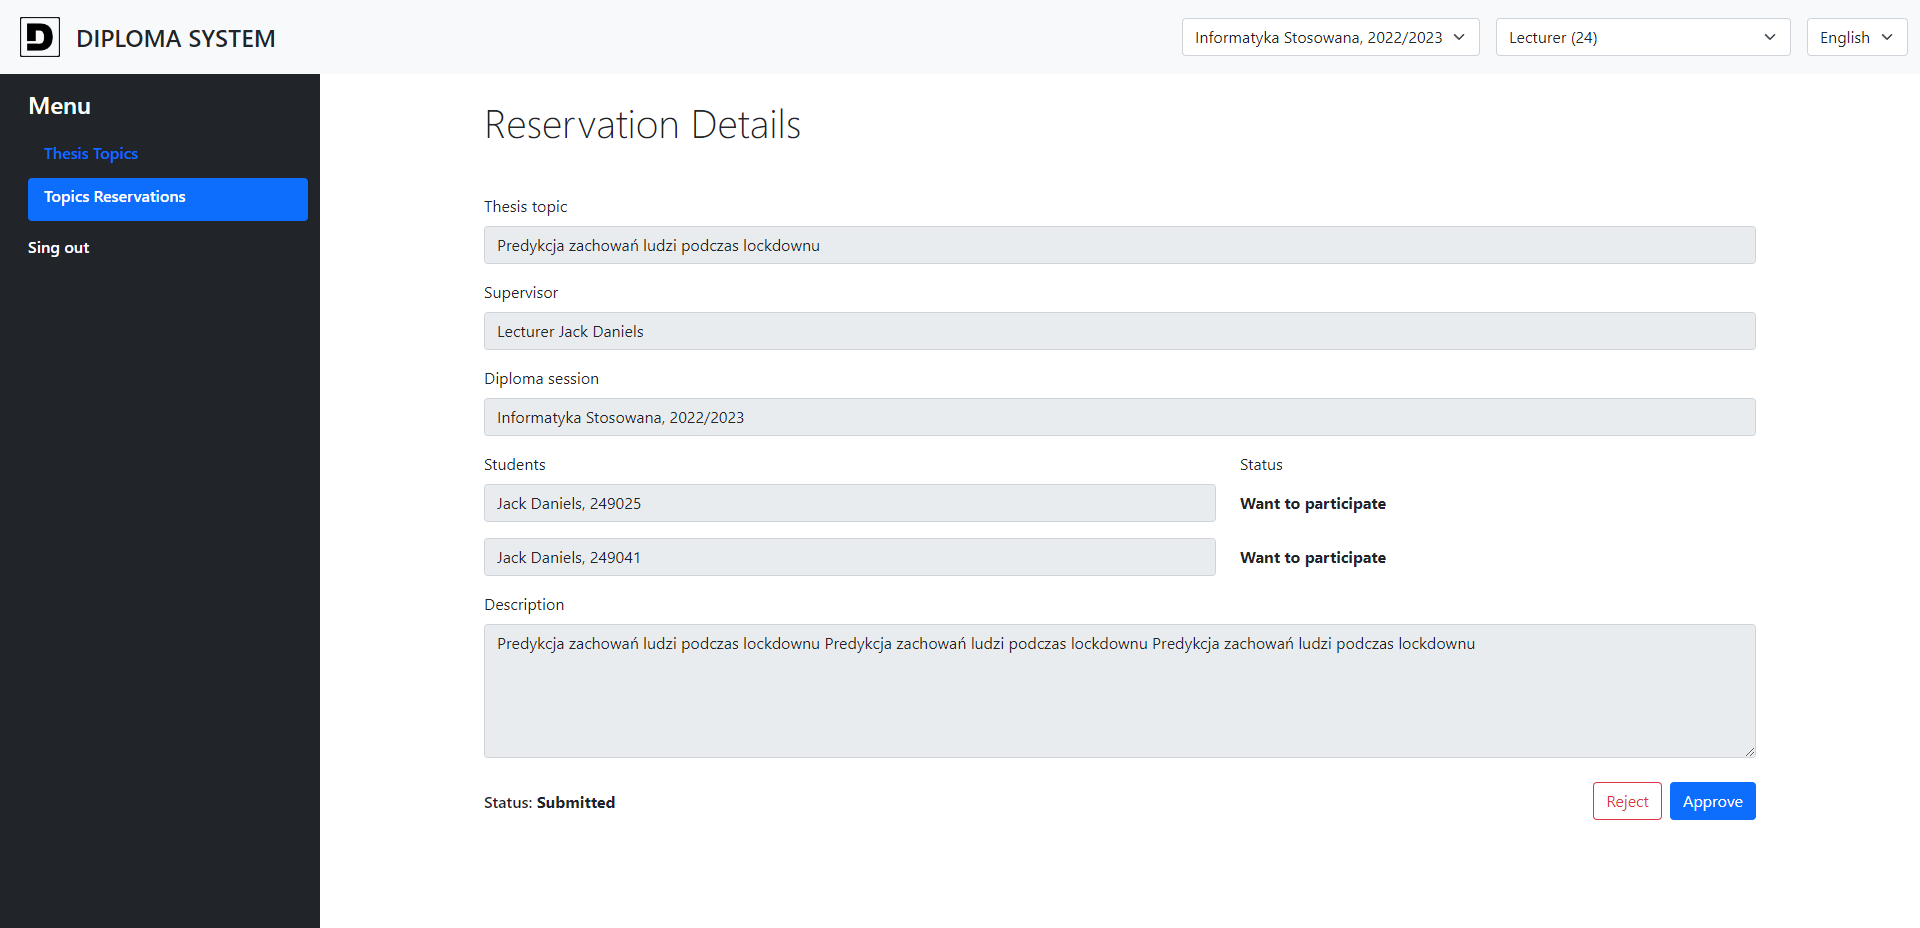 D DIPLOMA SYSTEM
Informatyka Stosowana, 2022/2023
Lecturer (24)
English
Menu
Thesis Topics
Topics Reservations
Sing out
Reservation Details
Thesis topic
Predykcja zachowań ludzi podczas lockdownu
Supervisor
Lecturer Jack Daniels
Diploma session
Informatyka Stosowana, 2022/2023
Students Status
Jack Daniels, 249025 Want to participate
Jack Daniels, 249041 Want to participate
Description
Predykcja zachowań ludzi podczas lockdownu Predykcja zachowań ludzi podczas lockdownu Predykcja zachowań ludzi podczas lockdownu
Status: Submitted
Reject
Approve